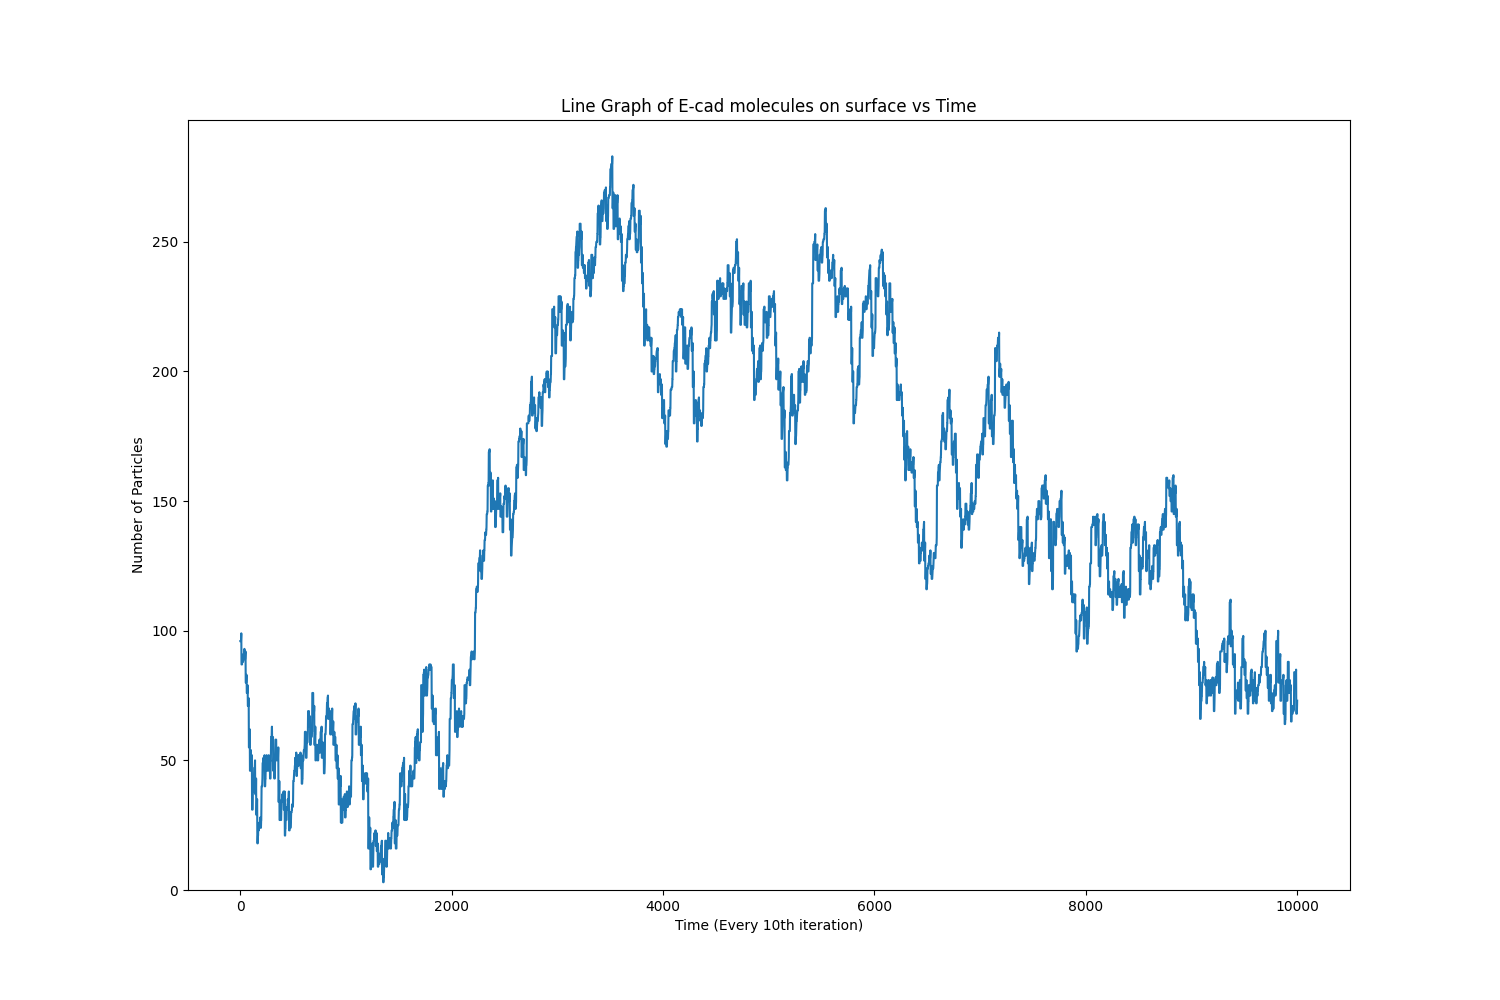 Line Graph of E-cad molecules on surface vs Time
Number of Particles
250
200
150
100
50
0
0 2000 4000 6000 8000 10000
Time (Every 10th iteration)